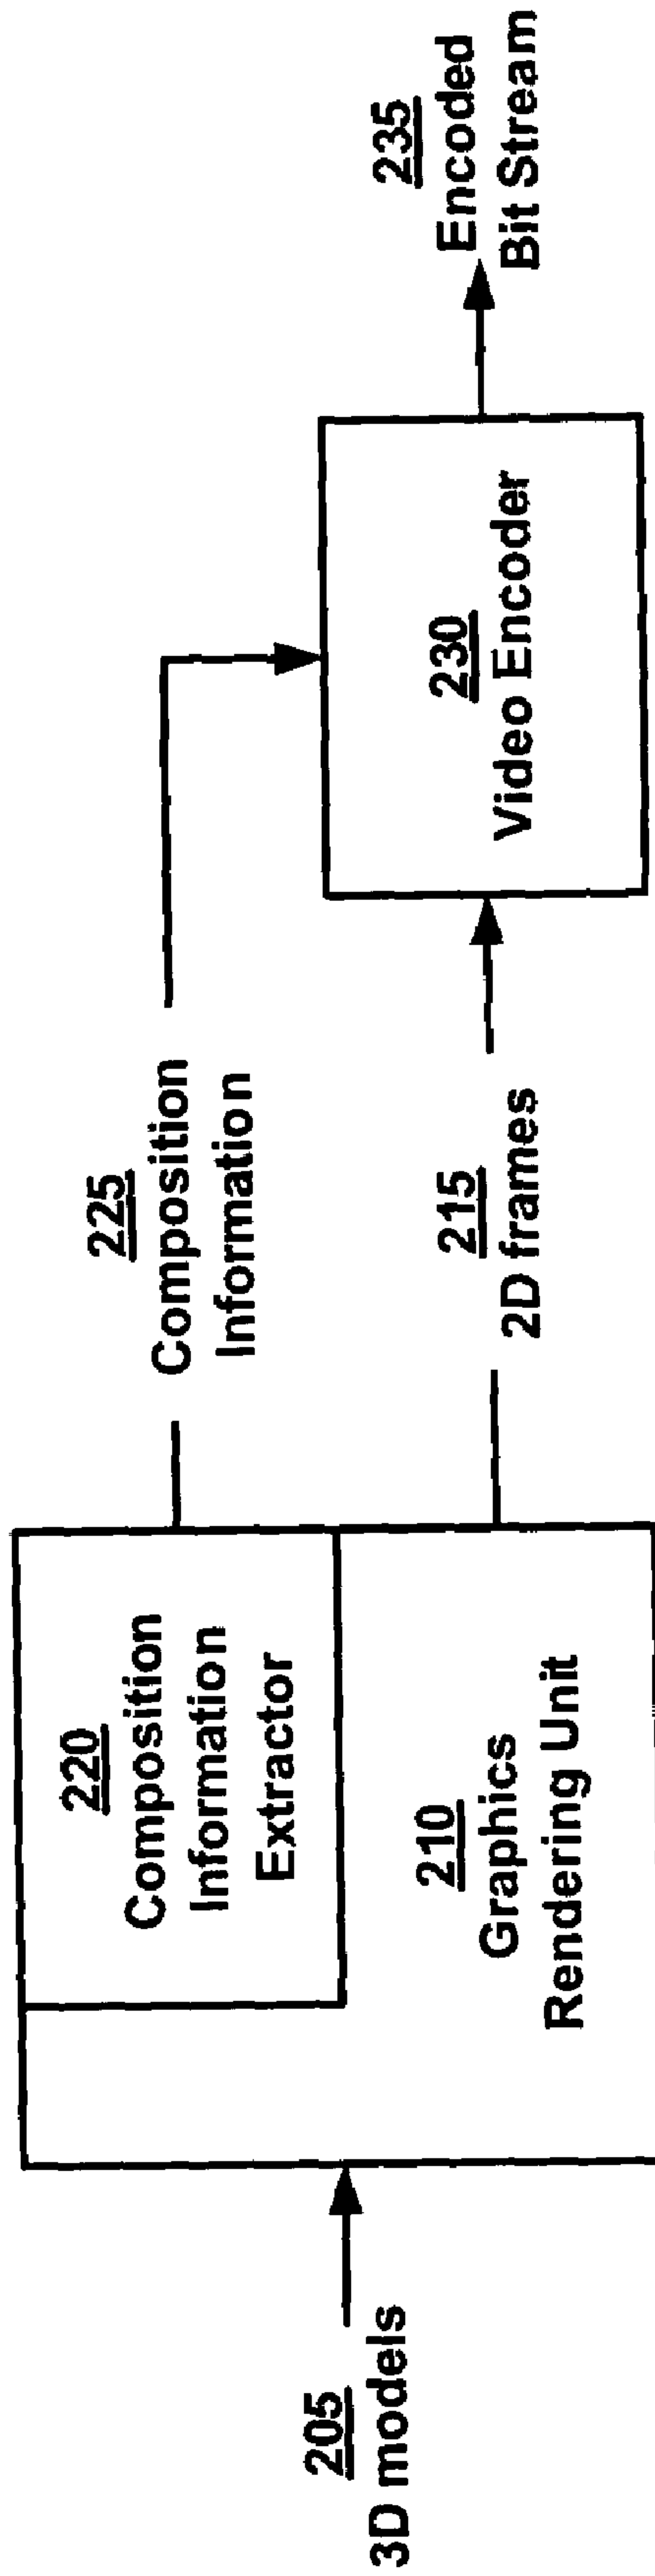 205
3D models
220
Composition
Information
Extractor
210
Graphics
Rendering Unit
225
Composition
Information
215
2D frames
230
Video Encoder
235
Encoded
Bit Stream